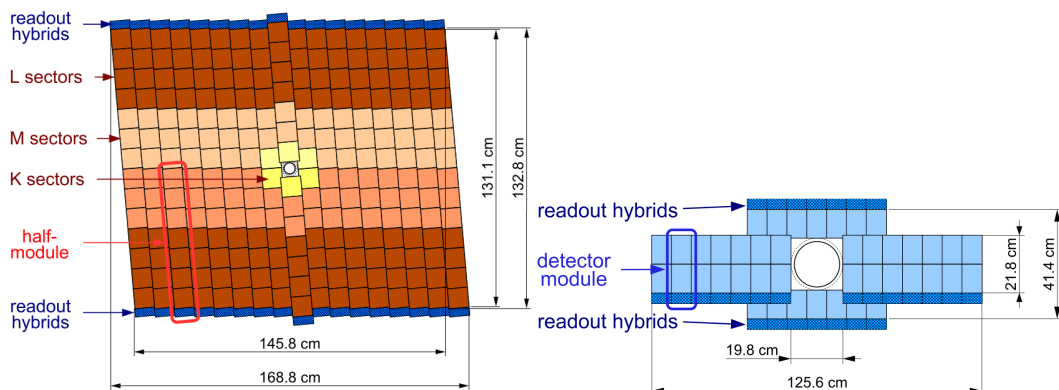 readout
hybrids
L sectors
M sectors
K sectors
half-
module
readout
hybrids
131.1 cm
132.8 cm
145.8 cm
168.8 cm
readout hybrids
detector
module
readout hybrids
21.8 cm
41.4 cm
19.8 cm
125.6 cm